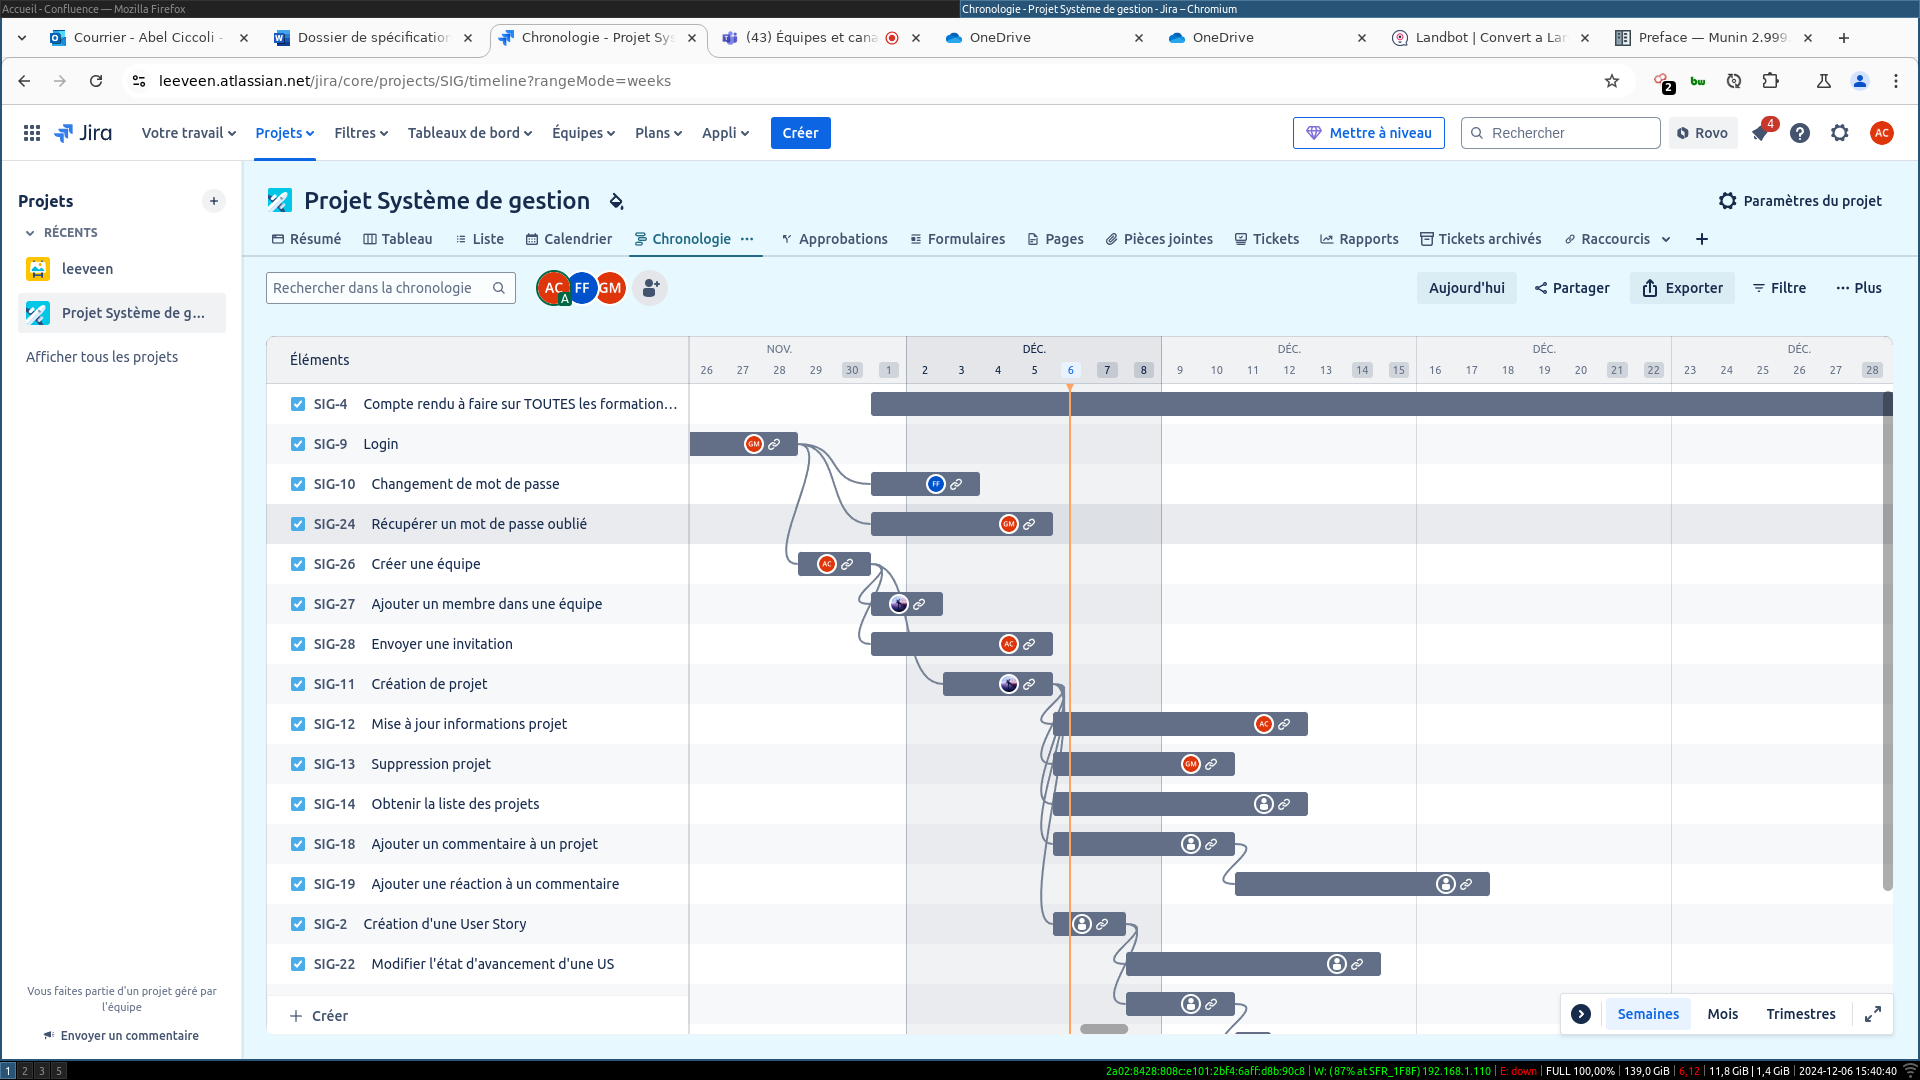 Accueil - Confluence — Mozilla Firefox
Chronologie - Projet Système de gestion - Jira – Chromium
Courrier - Abel Ciccoli -
Dossier de spécification
Chronologie - Projet Sys
(43) Équipes et cana
OneDrive
OneDrive
Landbot | Convert a Lan
Preface — Munin 2.999.
leeveen.atlassian.net/jira/core/projects/SIG/timeline?rangeMode=weeks
2
bw
Jira
Votre travail
Projets
Filtres
Tableaux de bord
Équipes
Plans
Appli
Créer
Mettre à niveau
Rechercher
Rovo
4
AC
Projets
RÉCENTS
leeveen
Projet Système de g...
Afficher tous les projets
Vous faites partie d'un projet géré par
l'équipe
Envoyer un commentaire
Projet Système de gestion
Paramètres du projet
Résumé
Tableau
Liste
Calendrier
Chronologie
Approbations
Formulaires
Pages
Pièces jointes
Tickets
Rapports
Tickets archivés
Raccourcis
Rechercher dans la chronologie
AC A FF GM
Aujourd'hui
Partager
Exporter
Filtre
Plus
Éléments
NOV. DÉC. DÉC. DÉC. DÉC.
26 27 28 29 30 1 2 3 4 5 6 7 8 9 10 11 12 13 14 15 16 17 18 19 20 21 22 23 24 25 26 27 28
SIG-4 Compte rendu à faire sur TOUTES les formation...
SIG-9 Login GM
SIG-10 Changement de mot de passe FF
SIG-24 Récupérer un mot de passe oublié GM
SIG-26 Créer une équipe AC
SIG-27 Ajouter un membre dans une équipe
SIG-28 Envoyer une invitation AC
SIG-11 Création de projet
SIG-12 Mise à jour informations projet AC
SIG-13 Suppression projet GM
SIG-14 Obtenir la liste des projets
SIG-18 Ajouter un commentaire à un projet
SIG-19 Ajouter une réaction à un commentaire
SIG-2 Création d'une User Story
SIG-22 Modifier l'état d'avancement d'une US
Créer
Semaines
Mois
Trimestres
1 2 3 5
2a02:8428:808c:e101:2bf4:6aff:d8b:90c8 | W: (87% at SFR_1F8F) 192.168.1.110 | E: down | FULL 100,00% | 139,0 GiB | 6,12 | 11,8 GiB | 1,4 GiB | 2024-12-06 15:40:40